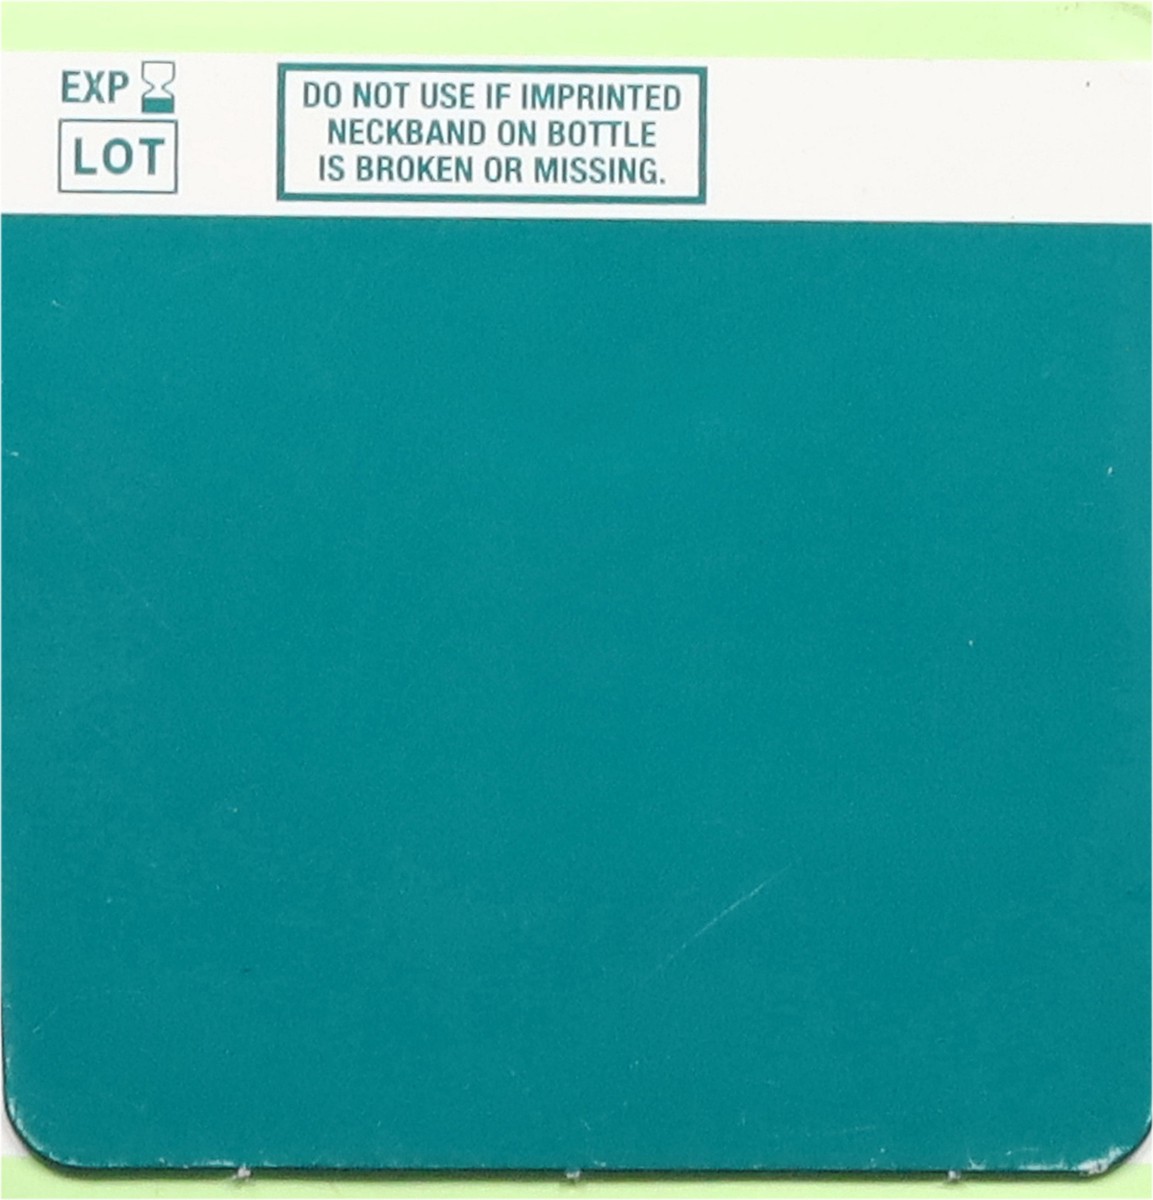 EXP
LOT
DO NOT USE IF IMPRINTED
NECKBAND ON BOTTLE
IS BROKEN OR MISSING.